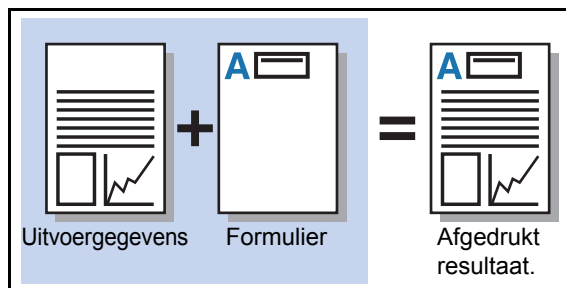 A
A
Uitvoergegevens
Formulier
Afgedrukt
resultaat.